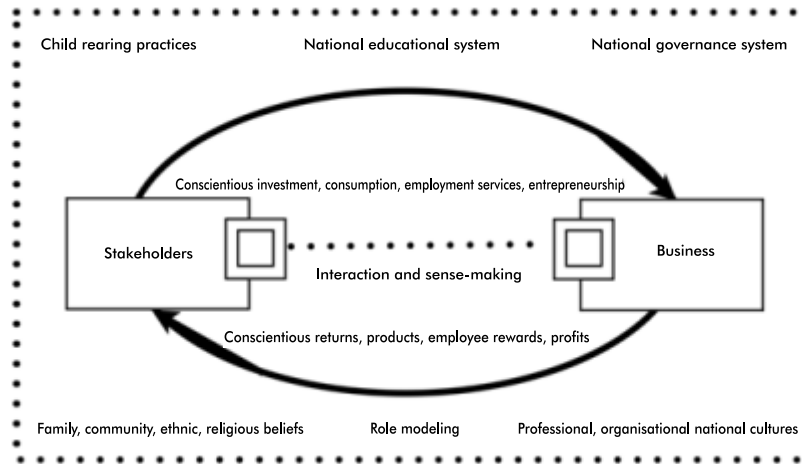 Child rearing practices
National educational system
National governance system
Conscientious investment, consumption, employment services, entrepreneurship
Stakeholders
Business
Interaction and sense-making
Conscientious returns, products, employee rewards, profits
Family, community, ethnic, religious beliefs
Role modeling
Professional, organisational national cultures